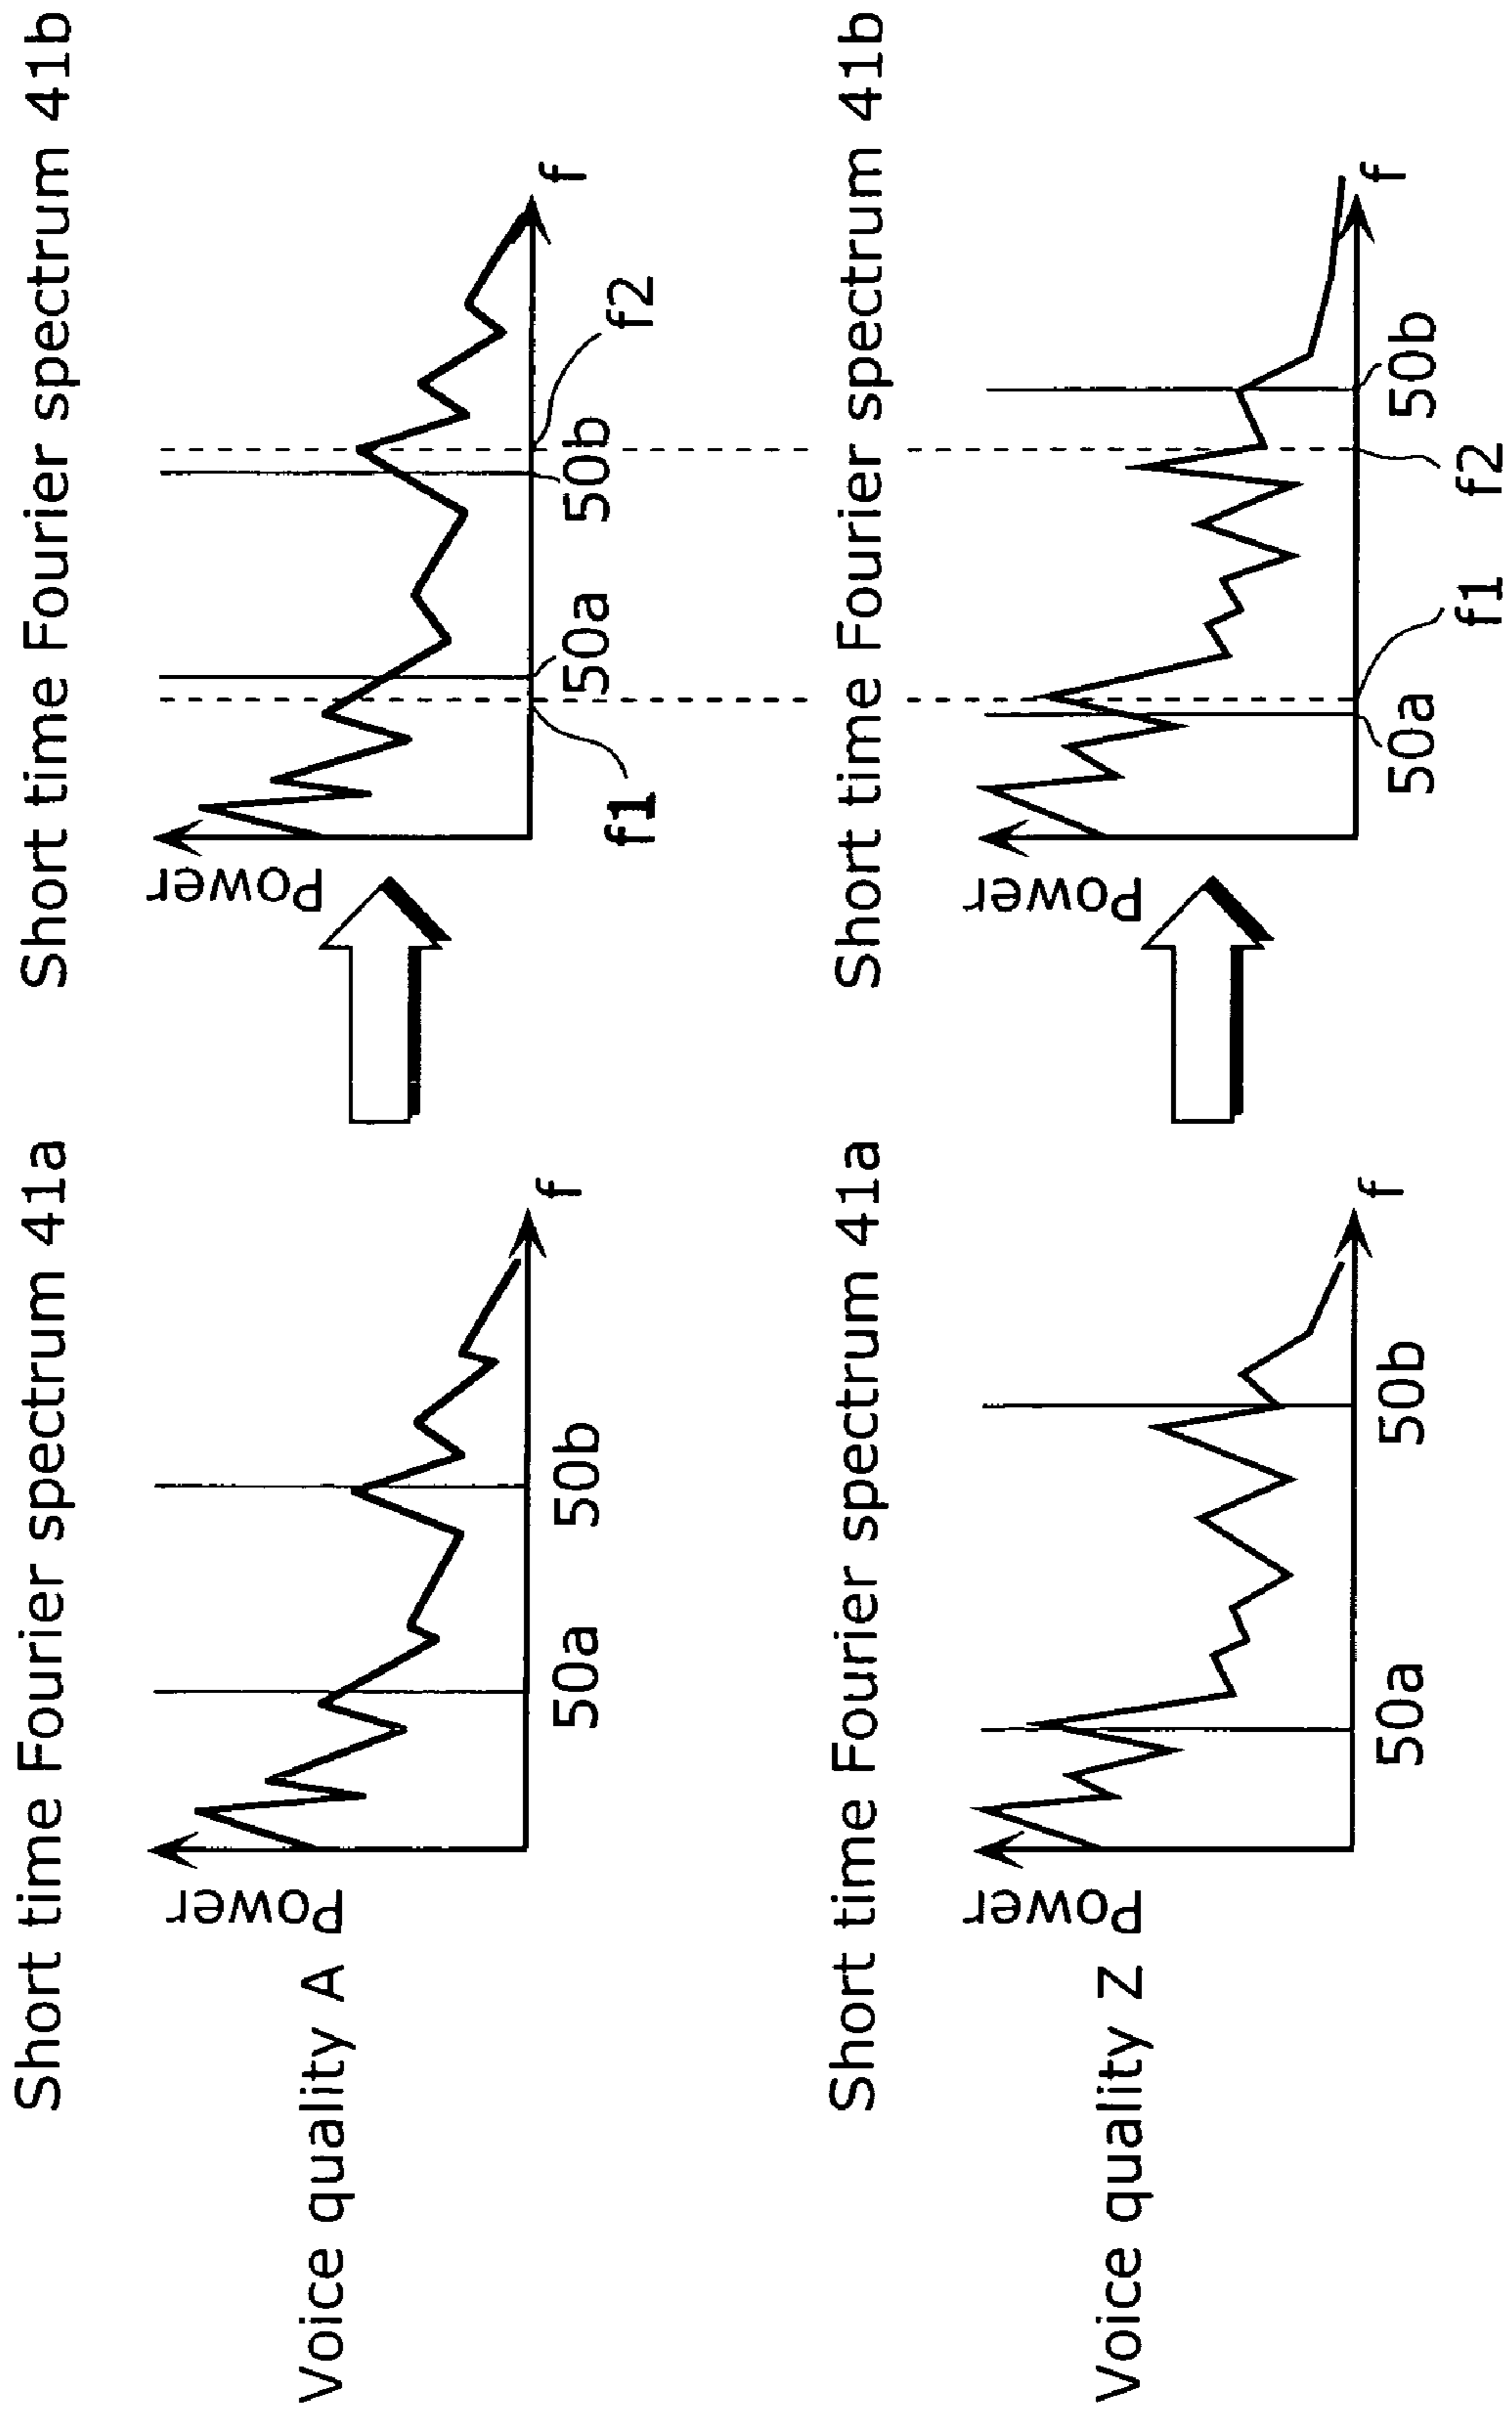 Short time Fourier spectrum 41a
Short time Fourier spectrum 41b
Voice quality A
Power
f
50a
50b
Power
f
50a
50b
f1
f2
Short time Fourier spectrum 41a
Short time Fourier spectrum 41b
Voice quality Z
Power
f
50a
50b
Power
f
50a
50b
f1
f2